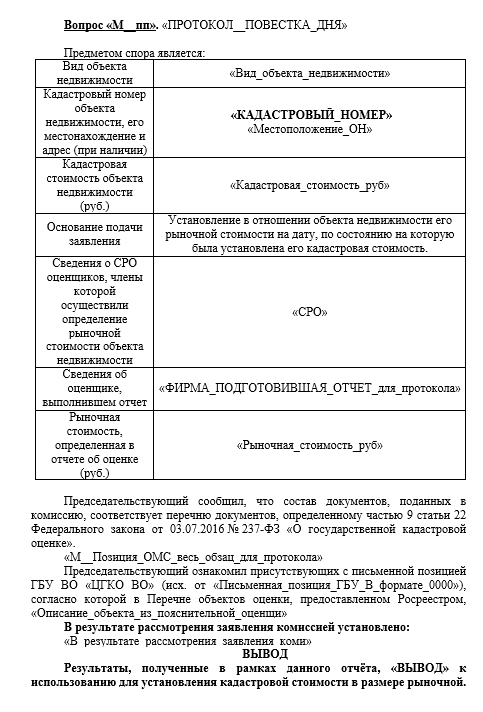 Вопрос «М__пп». «ПРОТОКОЛ__ПОВЕСТКА_ДНЯ»
Предметом спора является:
Вид объекта
недвижимости
«Вид_объекта_недвижимости»
Кадастровый номер
объекта
недвижимости, его
местонахождение и
адрес (при наличии)
«КАДАСТРОВЫЙ_НОМЕР»
«Местоположение_ОН»
Кадастровая
стоимость объекта
недвижимости
(руб.)
«Кадастровая_стоимость_руб»
Основание подачи
заявления
Установление в отношении объекта недвижимости его
рыночной стоимости на дату, по состоянию на которую
была установлена его кадастровая стоимость.
Сведения о СРО
оценщиков, члены
которой
осуществили
определение
рыночной
стоимости объекта
недвижимости
«СРО»
Сведения об
оценщике,
выполнившем отчет
«ФИРМА_ПОДГОТОВИВШАЯ_ОТЧЕТ_для_протокола»
Рыночная
стоимость,
определенная в
отчете об оценке
(руб.)
«Рыночная_стоимость_руб»
Председательствующий сообщил, что состав документов, поданных в
комиссию, соответствует перечню документов, определенному частью 9 статьи 22
Федерального закона от 03.07.2016 № 237-ФЗ «О государственной кадастровой
оценке».
«М__Позиция_ОМС_весь_обзац_для_протокола»
Председательствующий ознакомил присутствующих с письменной позицией
ГБУ ВО «ЦГКО ВО» (исх. от «Письменная_позиция_ГБУ_В_формате_0000»),
согласно которой в Перечне объектов оценки, предоставленном Росреестром,
«Описание_объекта_из_пояснительной_оценщи»
В результате рассмотрения заявления комиссией установлено:
«В_результате_рассмотрения_заявления_коми»
ВЫВОД
Результаты, полученные в рамках данного отчёта, «ВЫВОД» к
использованию для установления кадастровой стоимости в размере рыночной.